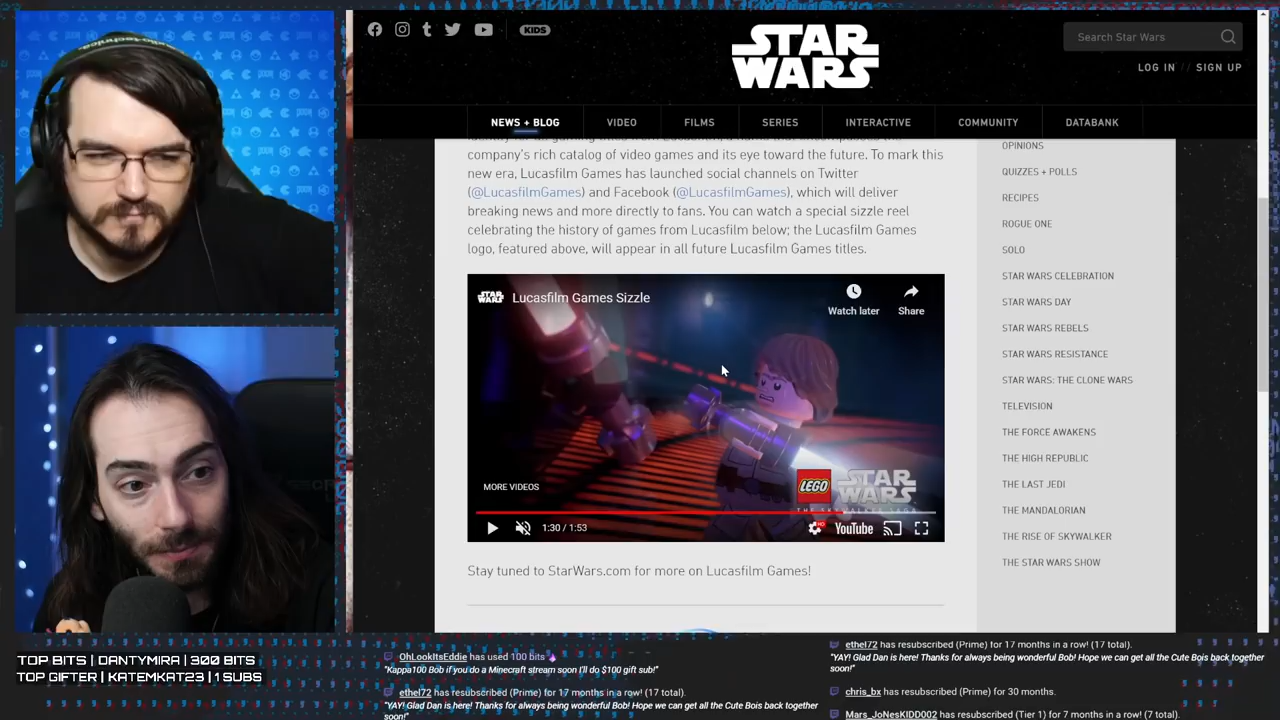 KIDS
STAR
WARS
Search Star Wars
LOG IN // SIGN UP
NEWS + BLOG
VIDEO
FILMS
SERIES
INTERACTIVE
COMMUNITY
DATABANK
company's rich catalog of video games and its eye toward the future. To mark this
new era, Lucasfilm Games has launched social channels on Twitter
(@LucasfilmGames) and Facebook (@LucasfilmGames), which will deliver
breaking news and more directly to fans. You can watch a special sizzle reel
celebrating the history of games from Lucasfilm below; the Lucasfilm Games
logo, featured above, will appear in all future Lucasfilm Games titles.
STAR WARS
Lucasfilm Games Sizzle
Watch later
Share
MORE VIDEOS
LEGO
STAR
WARS
THE SKYWALKER SAGA
1:30 / 1:53
HD
YouTube
Stay tuned to StarWars.com for more on Lucasfilm Games!
OPINIONS
QUIZZES + POLLS
RECIPES
ROGUE ONE
SOLO
STAR WARS CELEBRATION
STAR WARS DAY
STAR WARS REBELS
STAR WARS RESISTANCE
STAR WARS: THE CLONE WARS
TELEVISION
THE FORCE AWAKENS
THE HIGH REPUBLIC
THE LAST JEDI
THE MANDALORIAN
THE RISE OF SKYWALKER
THE STAR WARS SHOW
TOP BITS | DANTYMIRA | 300 BITS
TOP GIFTER | KATEMKAT23 | 1 SUBS
OhLookItsEddie has used 100 bits
"Kappa100 Bob if you do a Minecraft stream soon I'll do $100 gift sub!"
ethel72 has resubscribed (Prime) for 17 months in a row! (17 total).
"YAY! Glad Dan is here! Thanks for always being wonderful Bob! Hope we can get all the Cute Bois back together
soon!"
ethel72 has resubscribed (Prime) for 17 months in a row! (17 total).
"YAY! Glad Dan is here! Thanks for always being wonderful Bob! Hope we can get all the Cute Bois back together
soon!"
chris_bx has resubscribed (Prime) for 30 months.
Mars_JoNesKIDD002 has resubscribed (Tier 1) for 7 months in a row! (7 total).